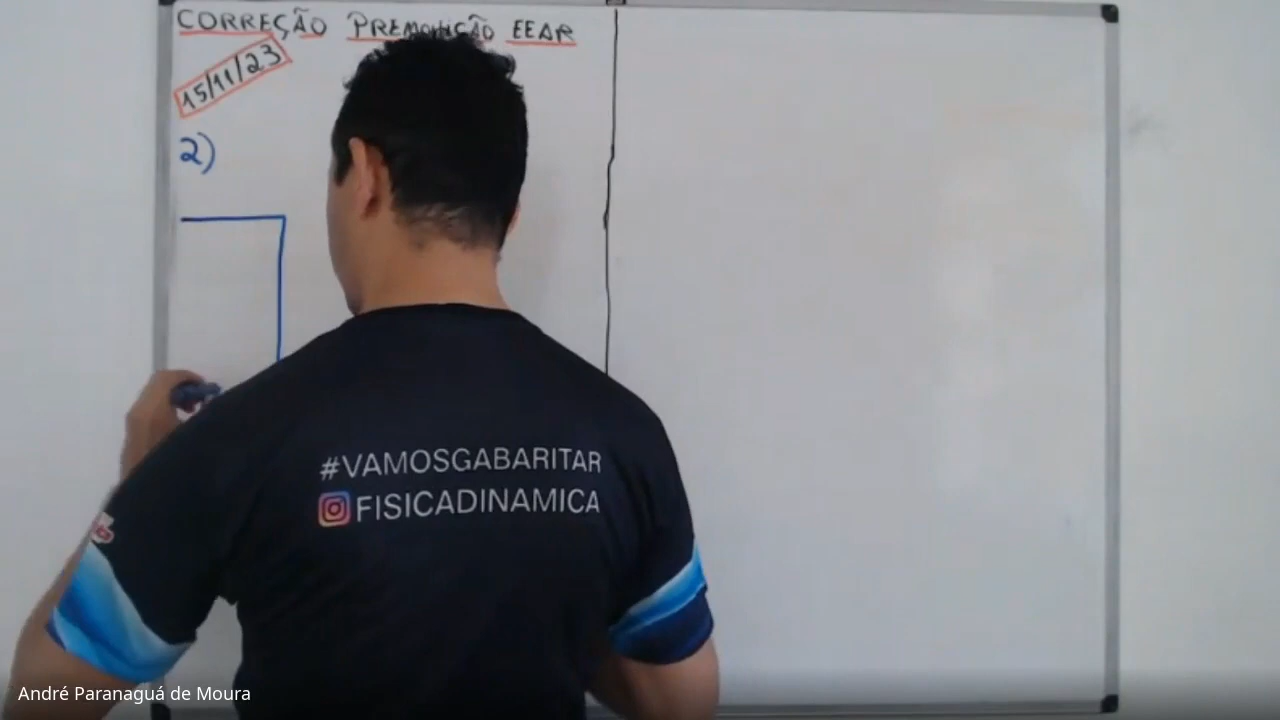 CORREÇÃO PREMONIÇÃO EEAR
15/11/23
2)
#VAMOSGABARITAR
FISICADINAMICA
André Paranaguá de Moura